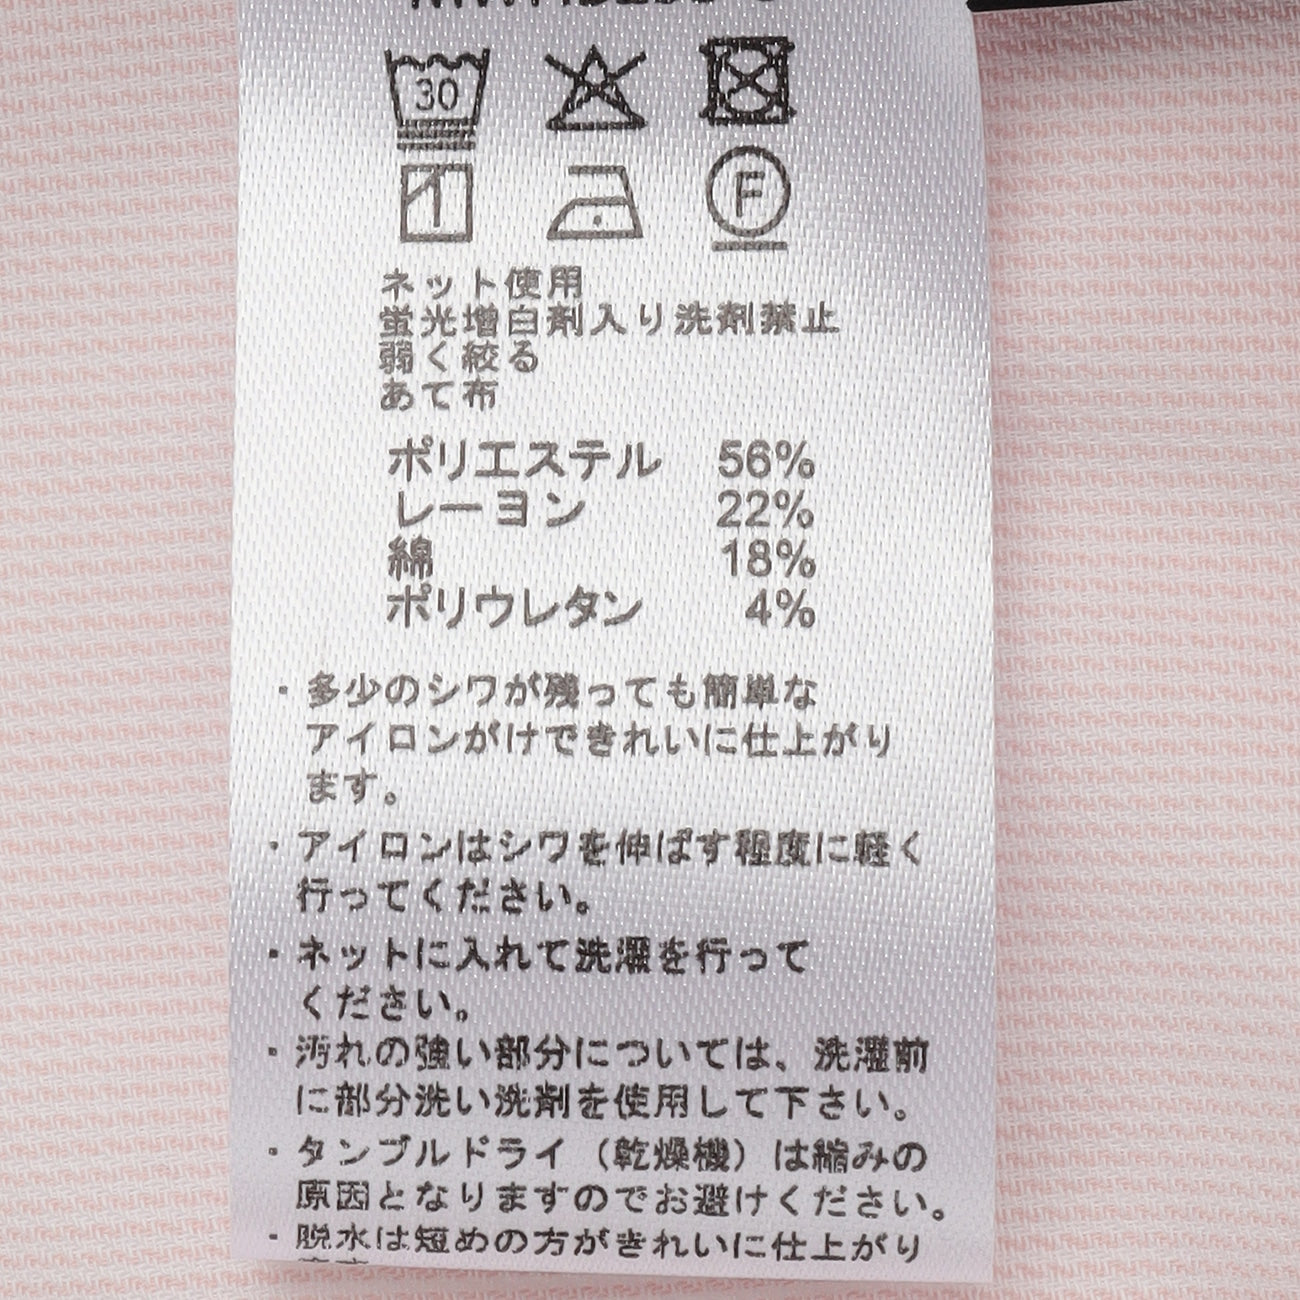 30
F
ネット使用
蛍光増白剤入り洗剤禁止
弱く絞る
あて布
ポリエステル 56%
レーヨン 22%
綿 18%
ポリウレタン 4%
・多少のシワが残っても簡単な
アイロンがけできれいに仕上がり
ます。
・アイロンはシワを伸ばす程度に軽く
行ってください。
・ネットに入れて洗濯を行って
ください。
・汚れの強い部分については、洗濯前
に部分洗い洗剤を使用して下さい。
・タンブルドライ（乾燥機）は縮みの
原因となりますのでお避けください。
・脱水は短めの方がきれいに仕上がり